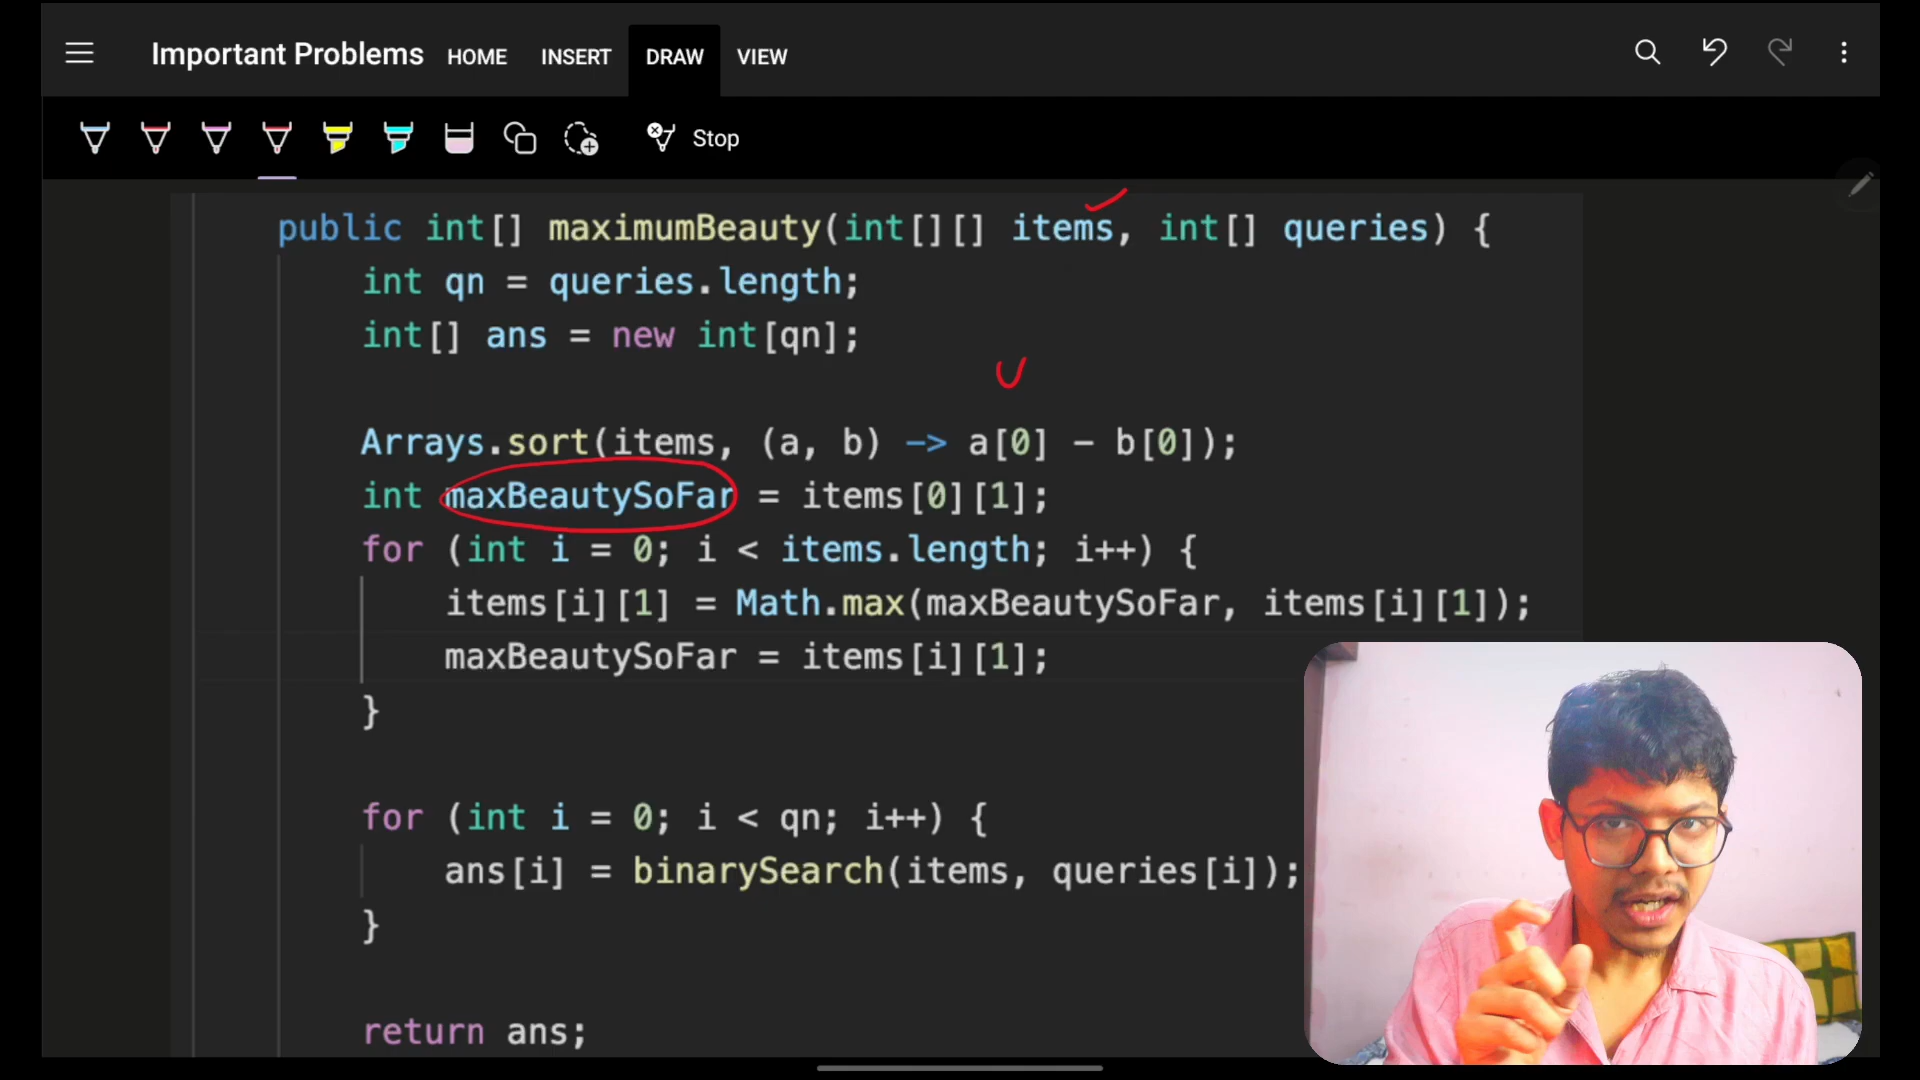 Important Problems HOME INSERT DRAW VIEW
Stop
public int[] maximumBeauty(int[][] items, int[] queries) {
int qn = queries.length;
int[] ans = new int[qn];
Arrays.sort(items, (a, b) -> a[0] - b[0]);
int maxBeautySoFar = items[0][1];
for (int i = 0; i < items.length; i++) {
items[i][1] = Math.max(maxBeautySoFar, items[i][1]);
maxBeautySoFar = items[i][1];
}
for (int i = 0; i < qn; i++) {
ans[i] = binarySearch(items, queries[i]);
}
return ans;